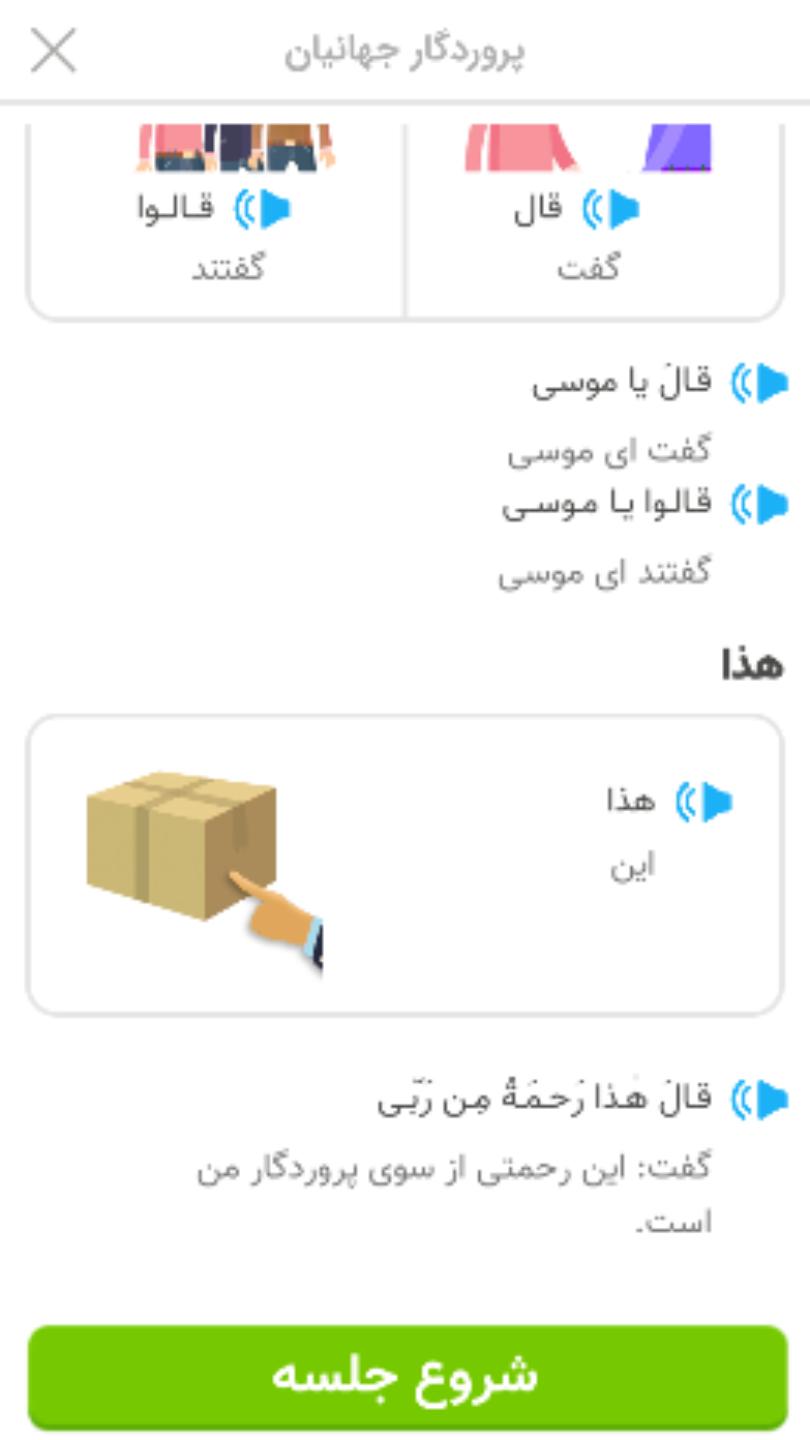 پروردگار جهانیان
قال
قالوا
گفت
گفتند
قالَ یا موسی
گفت ای موسی
قالوا یا موسی
گفتند ای موسی
هذا
هذا
این
قالَ هٰذا رَحمَةٌ مِن رَبّی
گفت: این رحمتی از سوی پروردگار من
است.
شروع جلسه